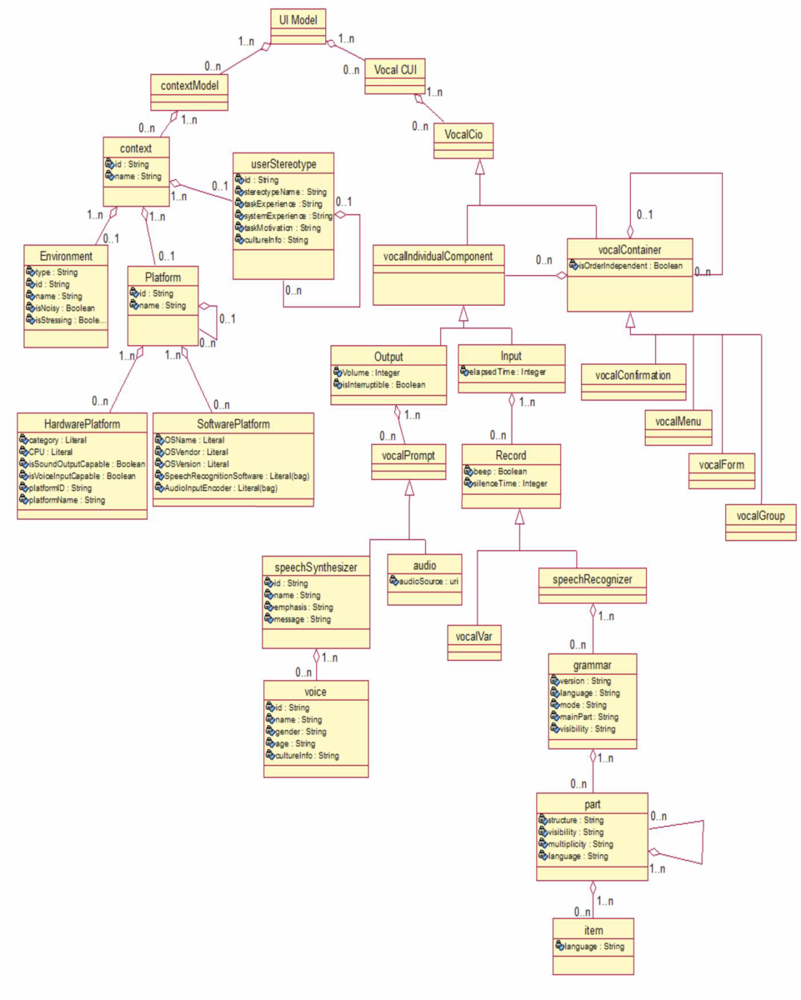 UI Model
1..n
1..n
0..n
0..n
contextModel
Vocal CUI
1..n
1..n
0..n
0..n
context
id : String
name : String
1..n
0..1
VocalCio
userStereotype
id : String
stereotypeName : String
taskExperience : String
systemExperience : String
taskMotivation : String
cultureInfo : String
0..1
0..n
1..n
1..n
0..1
0..1
Environment
type : String
id : String
name : String
isNoisy : Boolean
isStressing : Boole...
Platform
id : String
name : String
0..1
0..n
1..n
1..n
0..n
0..n
HardwarePlatform
category : Literal
CPU : Literal
isSoundOutputCapable : Boolean
isVoiceInputCapable : Boolean
platformID : String
platformName : String
SoftwarePlatform
OSName : Literal
OSVendor : Literal
OSVersion : Literal
SpeechRecognitionSoftware : Literal(bag)
AudioInputEncoder : Literal(bag)
vocalIndividualComponent
0..n
vocalContainer
isOrderIndependent : Boolean
0..1
0..n
Output
Volume : Integer
isInterruptible : Boolean
Input
elapsedTime : Integer
vocalConfirmation
vocalMenu
vocalForm
vocalGroup
1..n
0..n
vocalPrompt
1..n
0..n
Record
beep : Boolean
silenceTime : Integer
speechSynthesizer
id : String
name : String
emphasis : String
message : String
audio
audioSource : uri
1..n
0..n
voice
id : String
name : String
gender : String
age : String
cultureInfo : String
vocalVar
speechRecognizer
1..n
0..n
grammar
version : String
language : String
mode : String
mainPart : String
visibility : String
1..n
0..n
part
structure : String
visibility : String
multiplicity : String
language : String
0..n
1..n
1..n
0..n
item
language : String